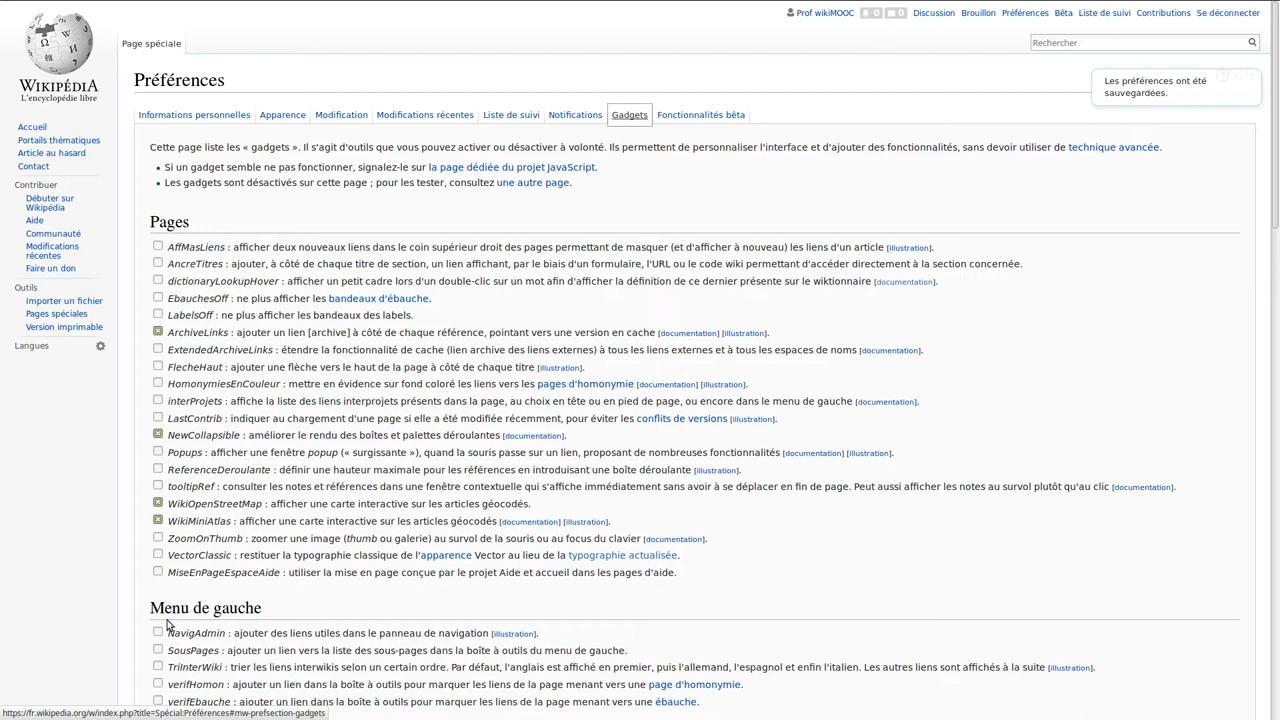 Prof wikiMOOC 0 0 Discussion Brouillon Préférences Bêta Liste de suivi Contributions Se déconnecter
WIKIPÉDIA
L'encyclopédie libre
Page spéciale
Rechercher
Préférences
Les préférences ont été
sauvegardées.
Informations personnelles Apparence Modification Modifications récentes Liste de suivi Notifications Gadgets Fonctionnalités bêta
Accueil
Portails thématiques
Article au hasard
Contact
Contribuer
Débuter sur
Wikipédia
Aide
Communauté
Modifications
récentes
Faire un don
Outils
Importer un fichier
Pages spéciales
Version imprimable
Langues
Cette page liste les « gadgets ». Il s'agit d'outils que vous pouvez activer ou désactiver à volonté. Ils permettent de personnaliser l'interface et d'ajouter des fonctionnalités, sans devoir utiliser de technique avancée.
• Si un gadget semble ne pas fonctionner, signalez-le sur la page dédiée du projet JavaScript.
• Les gadgets sont désactivés sur cette page ; pour les tester, consultez une autre page.
Pages
AffMasLiens : afficher deux nouveaux liens dans le coin supérieur droit des pages permettant de masquer (et d'afficher à nouveau) les liens d'un article [illustration].
AncreTitres : ajouter, à côté de chaque titre de section, un lien affichant, par le biais d'un formulaire, l'URL ou le code wiki permettant d'accéder directement à la section concernée.
dictionaryLookupHover : afficher un petit cadre lors d'un double-clic sur un mot afin d'afficher la définition de ce dernier présente sur le wiktionnaire [documentation].
EbauchesOff : ne plus afficher les bandeaux d'ébauche.
LabelsOff : ne plus afficher les bandeaux des labels.
ArchiveLinks : ajouter un lien [archive] à côté de chaque référence, pointant vers une version en cache [documentation] [illustration].
ExtendedArchiveLinks : étendre la fonctionnalité de cache (lien archive des liens externes) à tous les liens externes et à tous les espaces de noms [documentation].
FlecheHaut : ajouter une flèche vers le haut de la page à côté de chaque titre [illustration].
HomonymiesEnCouleur : mettre en évidence sur fond coloré les liens vers les pages d'homonymie [documentation] [illustration].
interProjets : affiche la liste des liens interprojets présents dans la page, au choix en tête ou en pied de page, ou encore dans le menu de gauche [documentation].
LastContrib : indiquer au chargement d'une page si elle a été modifiée récemment, pour éviter les conflits de versions [illustration].
NewCollapsible : améliorer le rendu des boîtes et palettes déroulantes [documentation].
Popups : afficher une fenêtre popup (« surgissante »), quand la souris passe sur un lien, proposant de nombreuses fonctionnalités [documentation] [illustration].
ReferenceDeroulante : définir une hauteur maximale pour les références en introduisant une boîte déroulante [illustration].
tooltipRef : consulter les notes et références dans une fenêtre contextuelle qui s'affiche immédiatement sans avoir à se déplacer en fin de page. Peut aussi afficher les notes au survol plutôt qu'au clic [documentation].
WikiOpenStreetMap : afficher une carte interactive sur les articles géocodés.
WikiMiniAtlas : afficher une carte interactive sur les articles géocodés [documentation] [illustration].
ZoomOnThumb : zoomer une image (thumb ou galerie) au survol de la souris ou au focus du clavier [documentation].
VectorClassic : restituer la typographie classique de l'apparence Vector au lieu de la typographie actualisée.
MiseEnPageEspaceAide : utiliser la mise en page conçue par le projet Aide et accueil dans les pages d'aide.
Menu de gauche
NavigAdmin : ajouter des liens utiles dans le panneau de navigation [illustration].
SousPages : ajouter un lien vers la liste des sous-pages dans la boîte à outils du menu de gauche.
TriInterWiki : trier les liens interwikis selon un certain ordre. Par défaut, l'anglais est affiché en premier, puis l'allemand, l'espagnol et enfin l'italien. Les autres liens sont affichés à la suite [illustration].
verifHomon : ajouter un lien dans la boîte à outils pour marquer les liens de la page menant vers une page d'homonymie.
verifEbauche : ajouter un lien dans la boîte à outils pour marquer les liens de la page menant vers une ébauche.
https://fr.wikipedia.org/w/index.php?title=Spécial:Préférences#mw-prefsection-gadgets